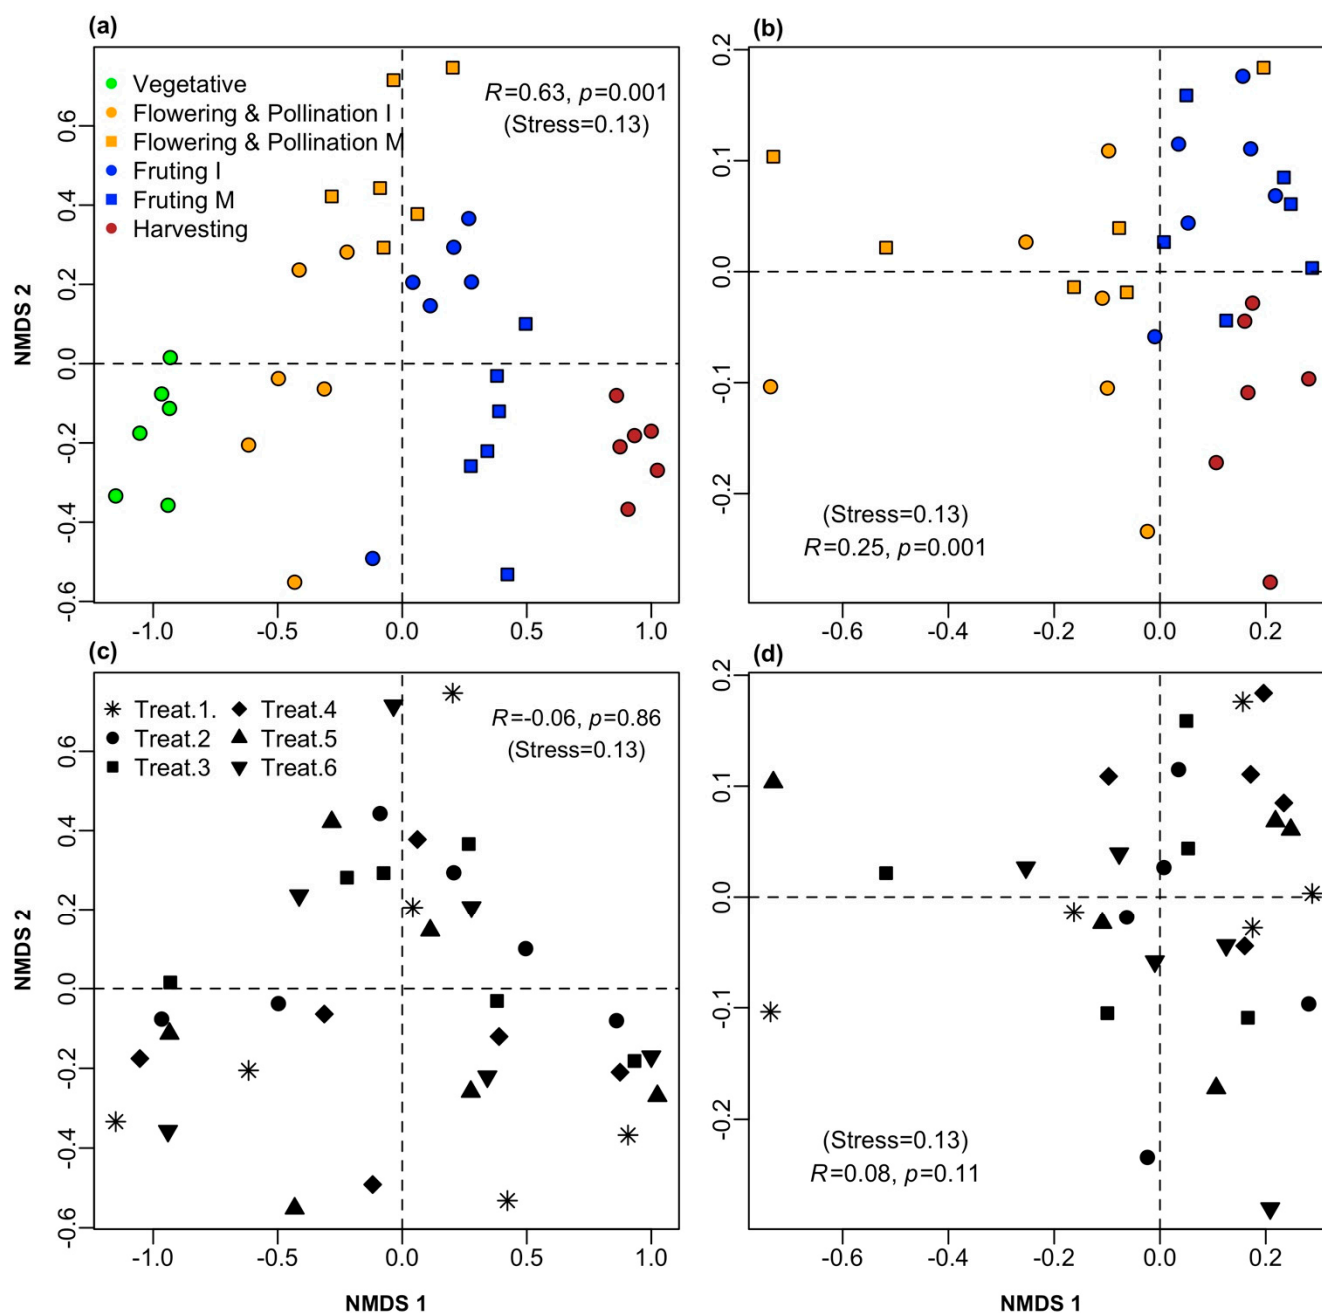 (a)
Vegetative
Flowering & Pollination I
Flowering & Pollination M
Fruting I
Fruting M
Harvesting
R=0.63, p=0.001
(Stress=0.13)
NMDS 2
0.6
0.4
0.2
0.0
-0.2
-0.4
-0.6
-1.0 -0.5 0.0 0.5 1.0
(b)
0.2
0.1
0.0
-0.1
-0.2
(Stress=0.13)
R=0.25, p=0.001
-0.6 -0.4 -0.2 0.0 0.2
(c)
Treat.1. Treat.4
Treat.2 Treat.5
Treat.3 Treat.6
R=-0.06, p=0.86
(Stress=0.13)
NMDS 2
0.6
0.4
0.2
0.0
-0.2
-0.4
-0.6
-1.0 -0.5 0.0 0.5 1.0
NMDS 1
(d)
0.2
0.1
0.0
-0.1
-0.2
(Stress=0.13)
R=0.08, p=0.11
-0.6 -0.4 -0.2 0.0 0.2
NMDS 1